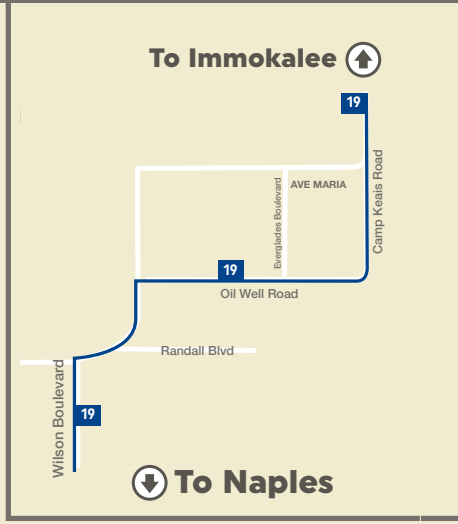 To Immokalee
19
Camp Keais Road
AVE MARIA
Everglades Boulevard
19
Oil Well Road
Randall Blvd
Wilson Boulevard
19
To Naples